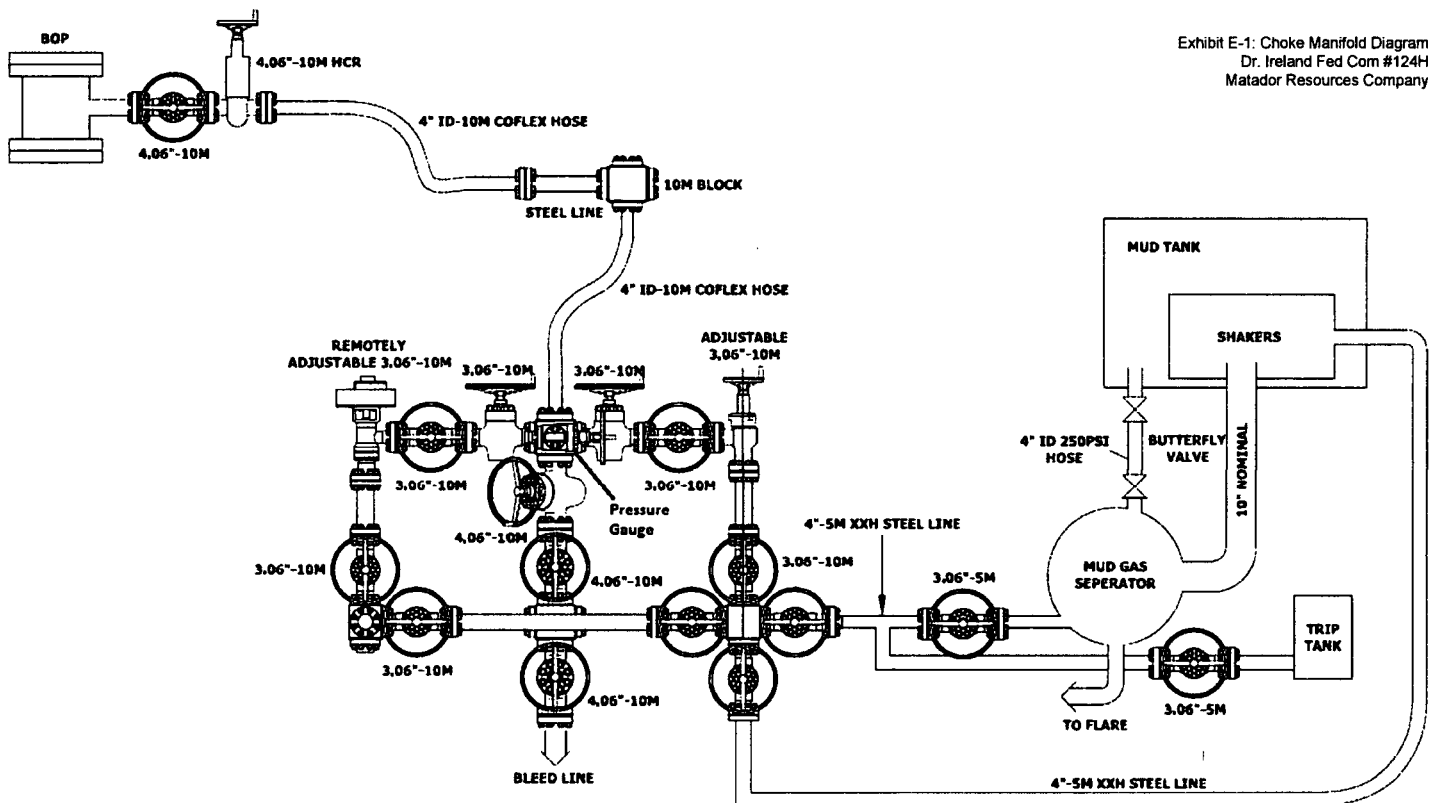 Exhibit E-1: Choke Manifold Diagram
Dr. Ireland Fed Com #124H
Matador Resources Company
BOP
4.06"-10M HCR
4.06"-10M
4" ID-10M COFLEX HOSE
10M BLOCK
STEEL LINE
4" ID-10M COFLEX HOSE
MUD TANK
SHAKERS
REMOTELY
ADJUSTABLE 3.06"-10M
3.06"-10M
3.06"-10M
ADJUSTABLE
3.06"-10M
3.06"-10M
3.06"-10M
Pressure
Gauge
4.06"-10M
4" ID 250PSI
HOSE
BUTTERFLY
VALVE
10" NOMINAL
3.06"-10M
4.06"-10M
3.06"-10M
4"-5M XXH STEEL LINE
3.06"-5M
MUD GAS
SEPERATOR
TRIP
TANK
3.06"-10M
4.06"-10M
3.06"-5M
TO FLARE
BLEED LINE
4"-5M XXH STEEL LINE